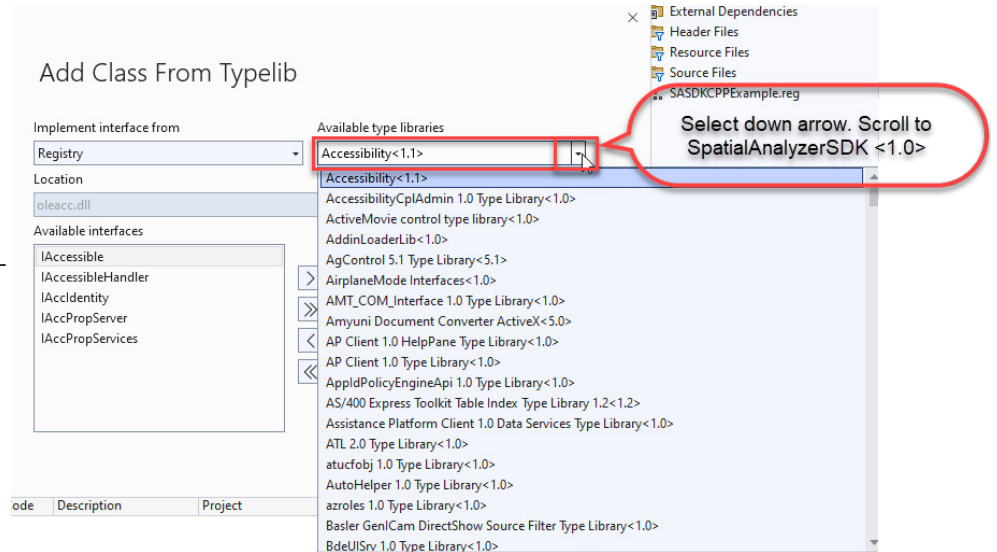 External Dependencies
Header Files
Resource Files
Source Files
SASDKCPPExample.reg
Add Class From Typelib
Select down arrow. Scroll to
SpatialAnalyzerSDK <1.0>
Implement interface from
Available type libraries
Registry
Accessibility<1.1>
Location
oleacc.dll
Available interfaces
IAccessible
IAccessibleHandler
IAccIdentity
IAccPropServer
IAccPropServices
Accessibility<1.1>
AccessibilityCplAdmin 1.0 Type Library<1.0>
ActiveMovie control type library<1.0>
AddinLoaderLib<1.0>
AgControl 5.1 Type Library<5.1>
AirplaneMode Interfaces<1.0>
AMT_COM_Interface 1.0 Type Library<1.0>
Amyuni Document Converter ActiveX<5.0>
AP Client 1.0 HelpPane Type Library<1.0>
AP Client 1.0 Type Library<1.0>
AppIdPolicyEngineApi 1.0 Type Library<1.0>
AS/400 Express Toolkit Table Index Type Library 1.2<1.2>
Assistance Platform Client 1.0 Data Services Type Library<1.0>
ATL 2.0 Type Library<1.0>
atucfobj 1.0 Type Library<1.0>
AutoHelper 1.0 Type Library<1.0>
azroles 1.0 Type Library<1.0>
Basler GenICam DirectShow Source Filter Type Library<1.0>
BdeUISrv 1.0 Type Library<1.0>
ode Description Project